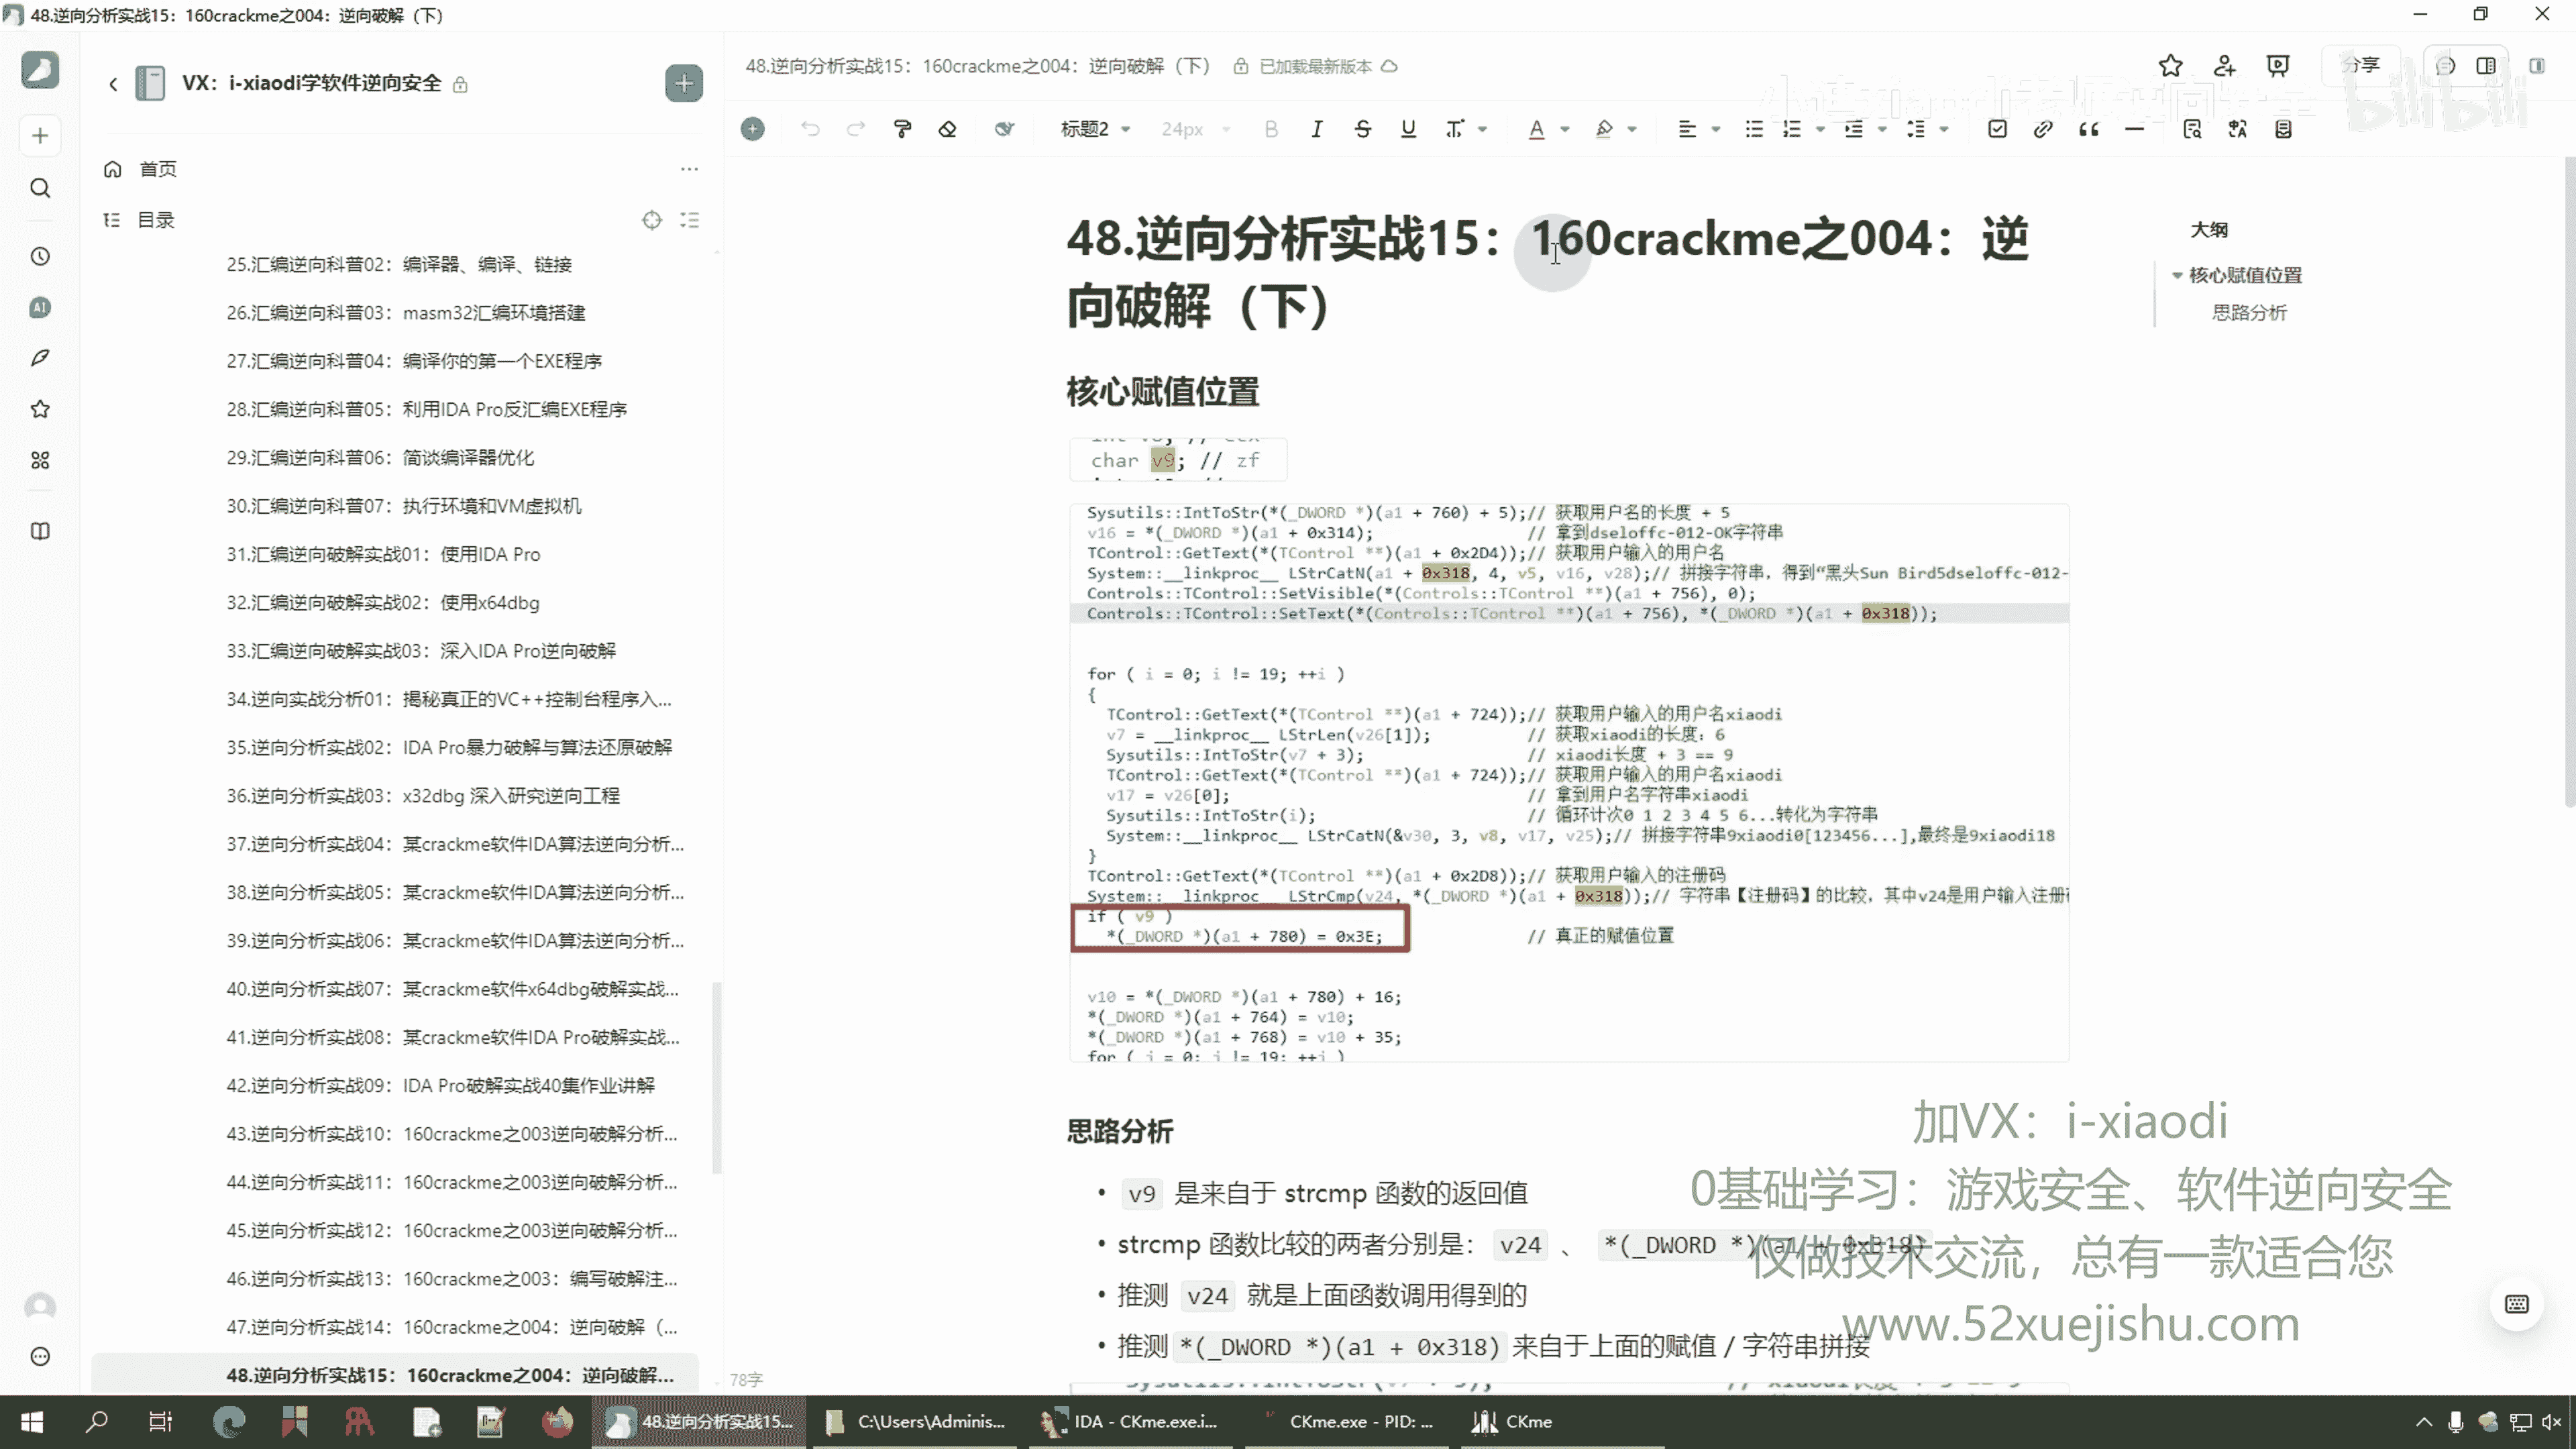 48.逆向分析实战15：160crackme之004：逆向破解（下）
VX：i-xiaodi学软件逆向安全
首页
目录
25.汇编逆向科普02：编译器、编译、链接
26.汇编逆向科普03：masm32汇编环境搭建
27.汇编逆向科普04：编译你的第一个EXE程序
28.汇编逆向科普05：利用IDA Pro反汇编EXE程序
29.汇编逆向科普06：简谈编译器优化
30.汇编逆向科普07：执行环境和VM虚拟机
31.汇编逆向破解实战01：使用IDA Pro
32.汇编逆向破解实战02：使用x64dbg
33.汇编逆向破解实战03：深入IDA Pro逆向破解
34.逆向实战分析01：揭秘真正的VC++控制台程序入...
35.逆向分析实战02：IDA Pro暴力破解与算法还原破解
36.逆向分析实战03：x32dbg 深入研究逆向工程
37.逆向分析实战04：某crackme软件IDA算法逆向分析...
38.逆向分析实战05：某crackme软件IDA算法逆向分析...
39.逆向分析实战06：某crackme软件IDA算法逆向分析...
40.逆向分析实战07：某crackme软件x64dbg破解实战...
41.逆向分析实战08：某crackme软件IDA Pro破解实战...
42.逆向分析实战09：IDA Pro破解实战40集作业讲解
43.逆向分析实战10：160crackme之003逆向破解分析...
44.逆向分析实战11：160crackme之003逆向破解分析...
45.逆向分析实战12：160crackme之003逆向破解分析...
46.逆向分析实战13：160crackme之003：编写破解注...
47.逆向分析实战14：160crackme之004：逆向破解（...
48.逆向分析实战15：160crackme之004：逆向破解...
48.逆向分析实战15：160crackme之004：逆向破解（下） 已加载最新版本
分享
bilibili
标题2 24px
48.逆向分析实战15：160crackme之004：逆
向破解（下）
大纲
核心赋值位置
思路分析
核心赋值位置
char v9; // zf
Sysutils::IntToStr(*(_DWORD *)(a1 + 760) + 5);// 获取用户名的长度 + 5
v16 = *(_DWORD *)(a1 + 0x314); // 拿到dseloffc-012-OK字符串
TControl::GetText(*(TControl **)(a1 + 0x2D4));// 获取用户输入的用户名
System::__linkproc__ LStrCatN(a1 + 0x318, 4, v5, v16, v28);// 拼接字符串，得到“黑头Sun Bird5dseloffc-012-
Controls::TControl::SetVisible(*(Controls::TControl **)(a1 + 756), 0);
Controls::TControl::SetText(*(Controls::TControl **)(a1 + 756), *(_DWORD *)(a1 + 0x318));
for ( i = 0; i != 19; ++i )
{
TControl::GetText(*(TControl **)(a1 + 724));// 获取用户输入的用户名xiaodi
v7 = __linkproc__ LStrLen(v26[1]); // 获取xiaodi的长度：6
Sysutils::IntToStr(v7 + 3); // xiaodi长度 + 3 == 9
TControl::GetText(*(TControl **)(a1 + 724));// 获取用户输入的用户名xiaodi
v17 = v26[0]; // 拿到用户名字符串xiaodi
Sysutils::IntToStr(i); // 循环计次0 1 2 3 4 5 6...转化为字符串
System::__linkproc__ LStrCatN(&v30, 3, v8, v17, v25);// 拼接字符串9xiaodi0[123456...],最终是9xiaodi18
}
TControl::GetText(*(TControl **)(a1 + 0x2D8));// 获取用户输入的注册码
System::__linkproc__ LStrCmp(v24, *(_DWORD *)(a1 + 0x318));// 字符串【注册码】的比较，其中v24是用户输入注册
if ( v9 )
*(_DWORD *)(a1 + 780) = 0x3E; // 真正的赋值位置
v10 = *(_DWORD *)(a1 + 780) + 16;
*(_DWORD *)(a1 + 764) = v10;
*(_DWORD *)(a1 + 768) = v10 + 35;
for ( i = 0; i != 19; ++i )
思路分析
• v9 是来自于 strcmp 函数的返回值
• strcmp 函数比较的两者分别是： v24 、 *(_DWORD *)(a1 + 0x318)
• 推测 v24 就是上面函数调用得到的
• 推测 *(_DWORD *)(a1 + 0x318) 来自于上面的赋值 / 字符串拼接
加VX：i-xiaodi
0基础学习：游戏安全、软件逆向安全
仅做技术交流，总有一款适合您
www.52xuejishu.com
78字
48.逆向分析实战15... C:\Users\Adminis... IDA - CKme.exe.i... CKme.exe - PID: ... CKme